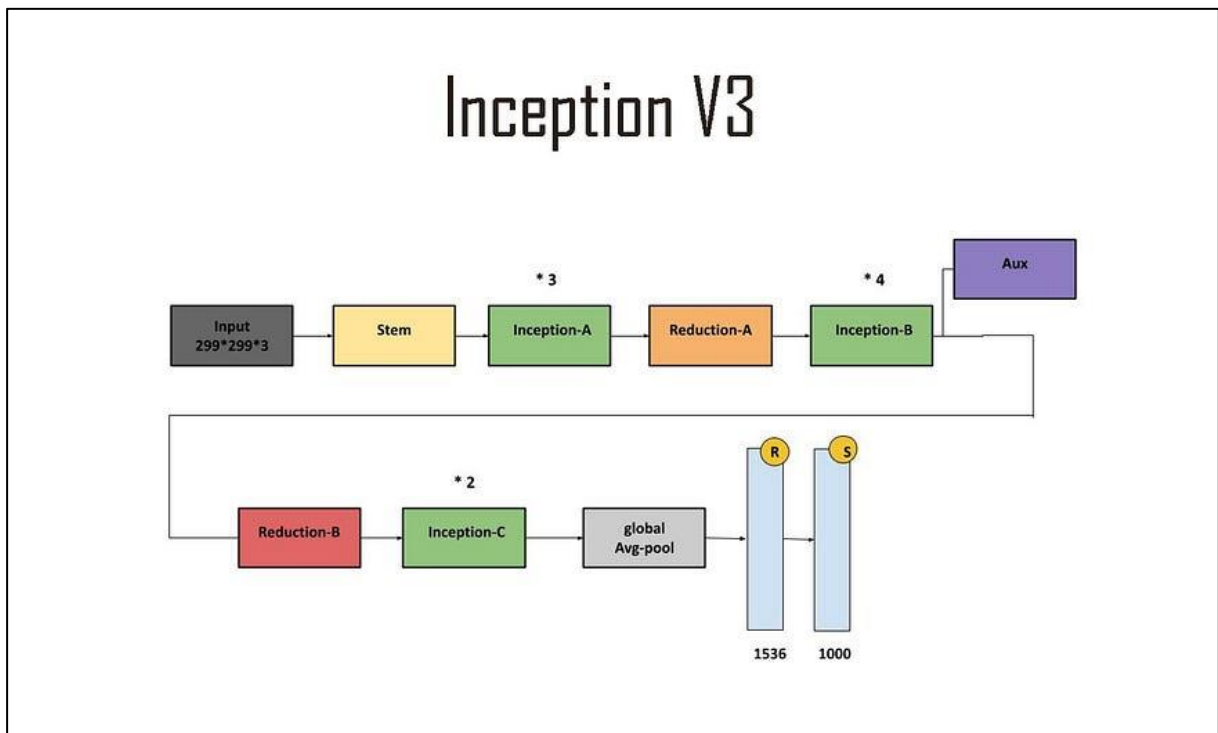 Inception V3
Aux
* 3
* 4
Input
299*299*3
Stem
Inception-A
Reduction-A
Inception-B
R
S
* 2
Reduction-B
Inception-C
global
Avg-pool
1536
1000